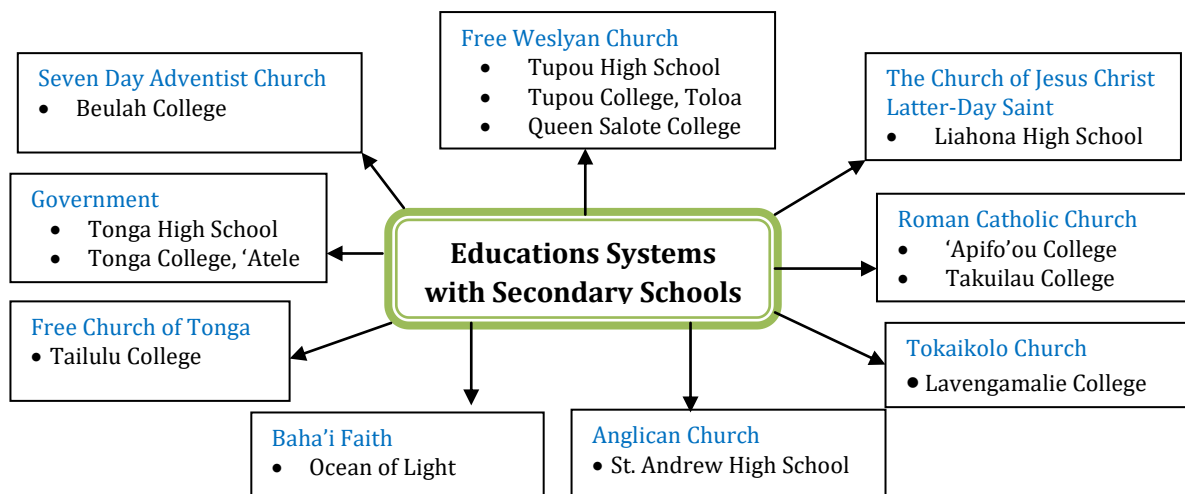 Free Weslyan Church
• Tupou High School
• Tupou College, Toloa
• Queen Salote College
Seven Day Adventist Church
• Beulah College
The Church of Jesus Christ
Latter-Day Saint
• Liahona High School
Government
• Tonga High School
• Tonga College, ‘Atele
Educations Systems
with Secondary Schools
Roman Catholic Church
• ‘Apifo’ou College
• Takuilau College
Free Church of Tonga
• Tailulu College
Tokaikolo Church
• Lavengamalie College
Baha’i Faith
• Ocean of Light
Anglican Church
• St. Andrew High School